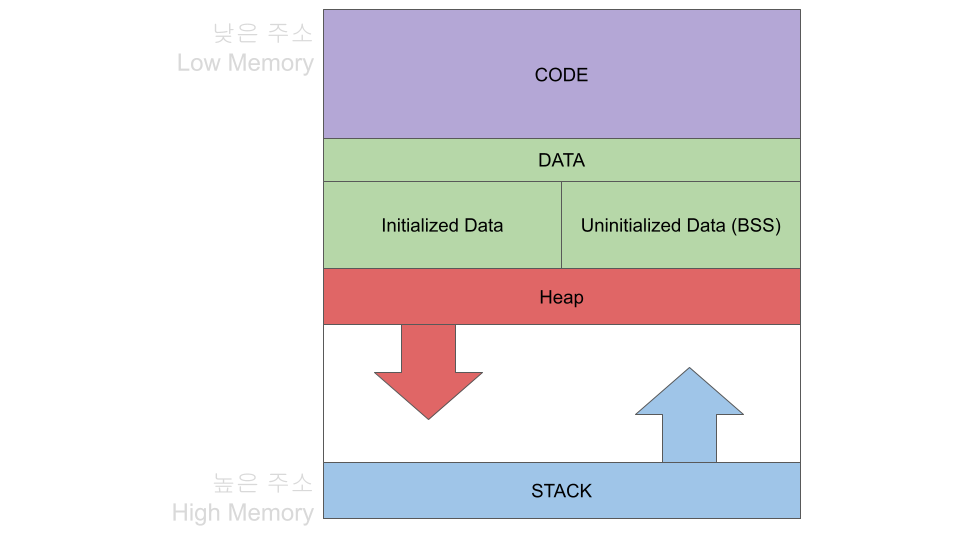 낮은 주소
Low Memory
CODE
DATA
Initialized Data
Uninitialized Data (BSS)
Heap
높은 주소
High Memory
STACK